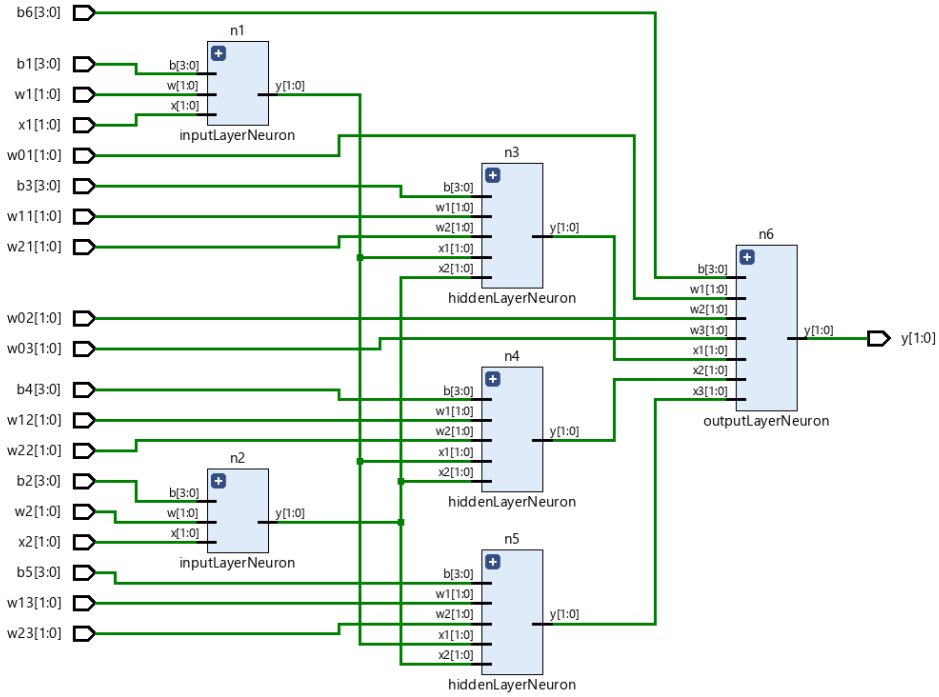 b6[3:0]
n1
b1[3:0]
b[3:0]
w1[1:0]
w[1:0]
y[1:0]
x1[1:0]
x[1:0]
inputLayerNeuron
w01[1:0]
n3
b3[3:0]
b[3:0]
w11[1:0]
w1[1:0]
w21[1:0]
w2[1:0]
y[1:0]
x1[1:0]
x2[1:0]
hiddenLayerNeuron
n6
b[3:0]
w1[1:0]
w02[1:0]
w2[1:0]
w03[1:0]
w3[1:0]
y[1:0]
y[1:0]
x1[1:0]
x2[1:0]
x3[1:0]
outputLayerNeuron
n4
b4[3:0]
b[3:0]
w12[1:0]
w1[1:0]
w22[1:0]
w2[1:0]
y[1:0]
x1[1:0]
x2[1:0]
hiddenLayerNeuron
n2
b2[3:0]
b[3:0]
w2[1:0]
w[1:0]
y[1:0]
x2[1:0]
x[1:0]
inputLayerNeuron
n5
b5[3:0]
b[3:0]
w13[1:0]
w1[1:0]
w23[1:0]
w2[1:0]
y[1:0]
x1[1:0]
x2[1:0]
hiddenLayerNeuron